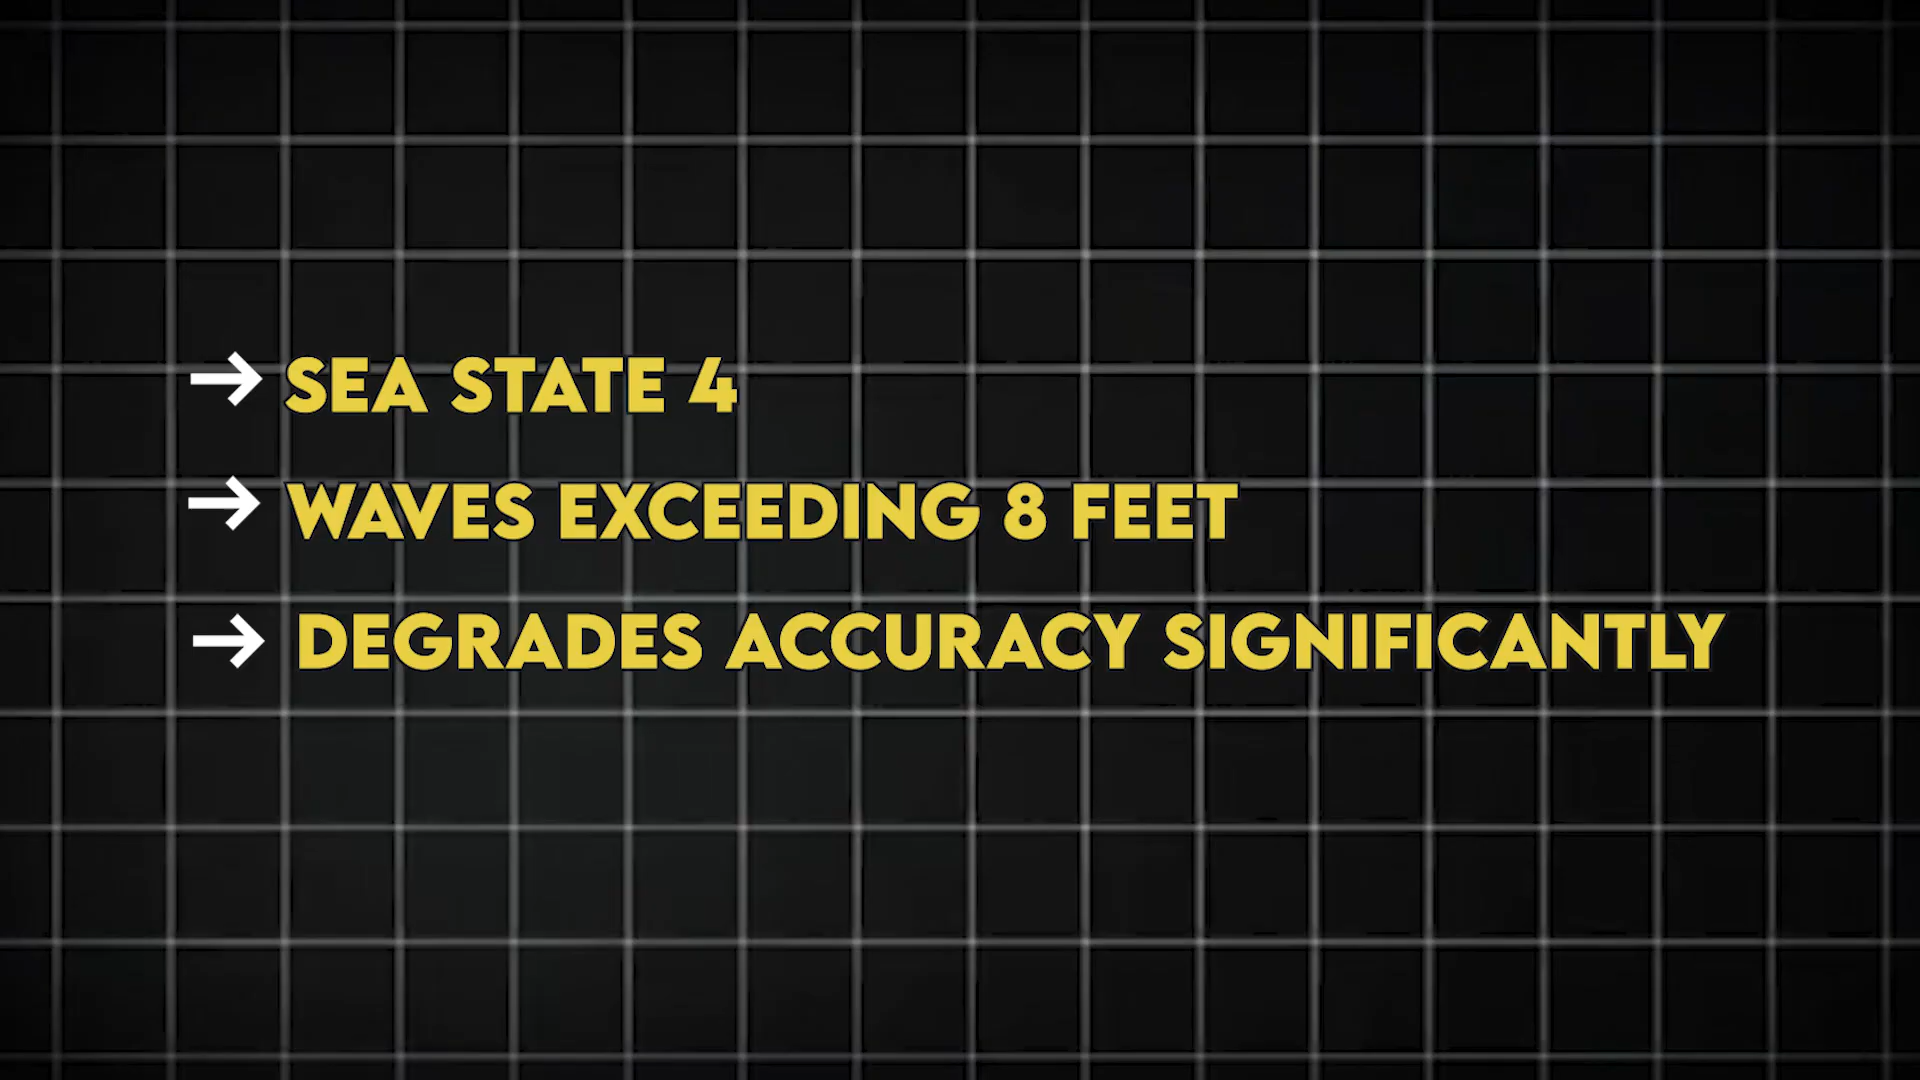 → SEA STATE 4
→ WAVES EXCEEDING 8 FEET
→ DEGRADES ACCURACY SIGNIFICANTLY